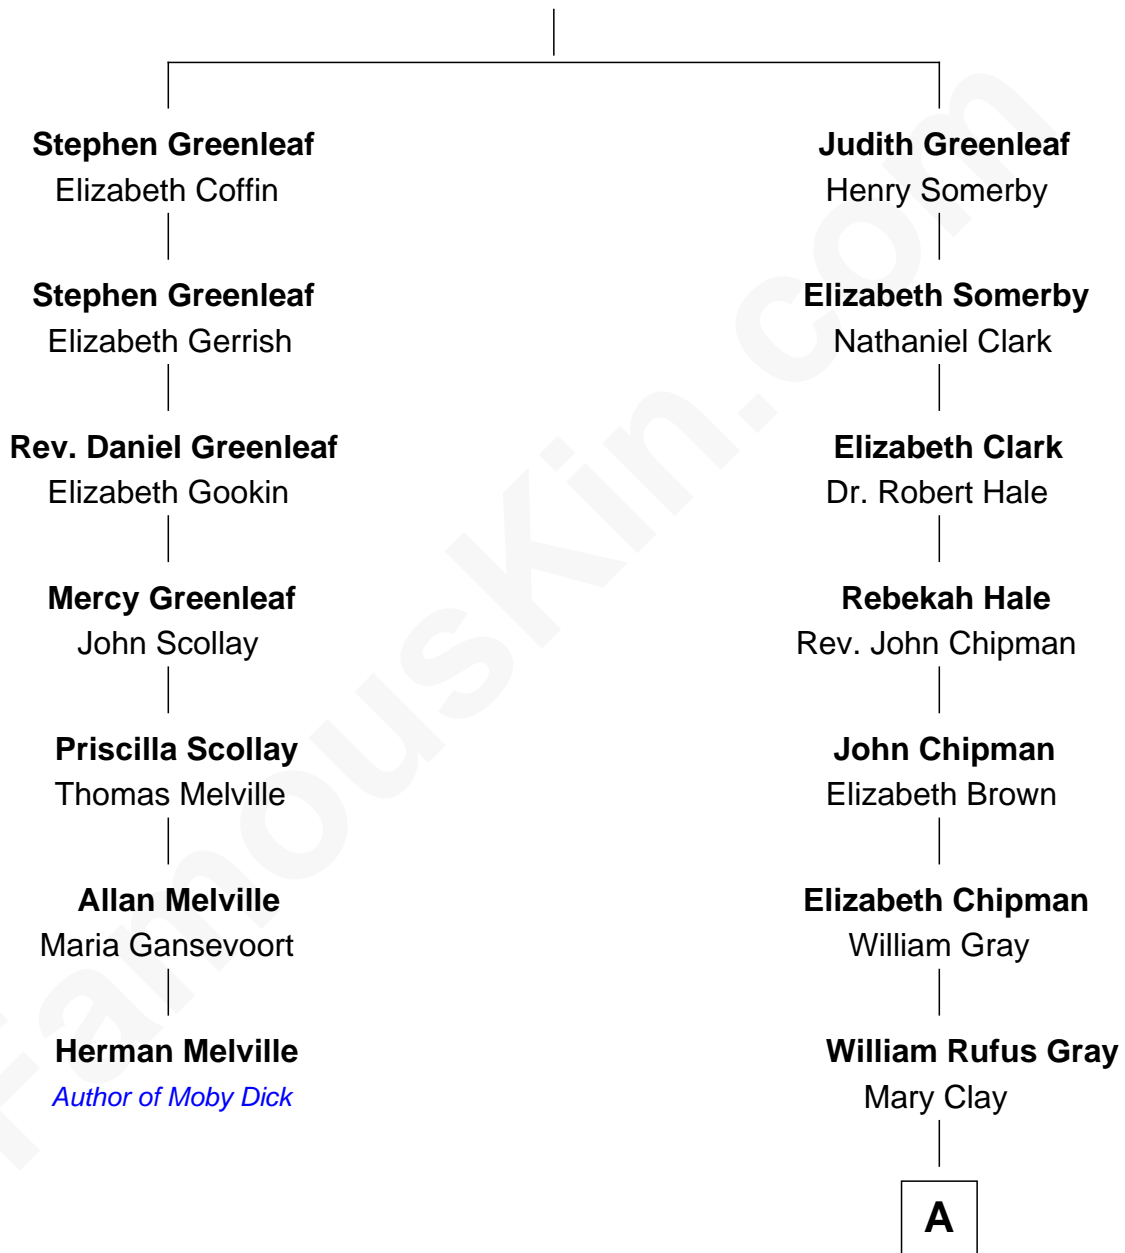 Stephen Greenleaf
Elizabeth Coffin
Stephen Greenleaf
Elizabeth Gerrish
Rev. Daniel Greenleaf
Elizabeth Gookin
Mercy Greenleaf
John Scollay
Priscilla Scollay
Thomas Melville
Allan Melville
Maria Gansevoort
Herman Melville
Author of Moby Dick
Judith Greenleaf
Henry Somerby
Elizabeth Somerby
Nathaniel Clark
Elizabeth Clark
Dr. Robert Hale
Rebekah Hale
Rev. John Chipman
John Chipman
Elizabeth Brown
Elizabeth Chipman
William Gray
William Rufus Gray
Mary Clay
A
FamousKin.com